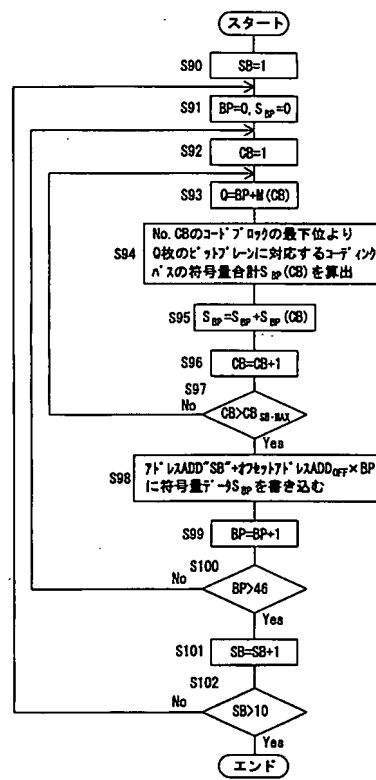 スタート
S90
SB=1
S91
BP=0, S_BP=0
S92
CB=1
S93
Q=BP+M(CB)
S94
No.CBのコードブロックの最下位より
Q枚のビットプレーンに対応するコーディング
パスの符号量合計S_BP(CB)を算出
S95
S_BP=S_BP+S_BP(CB)
S96
CB=CB+1
S97
No
CB>CB_SB-MAX
Yes
S98
アドレスADD"SB"+オフセットアドレスADD_OFF×BP
に符号量データS_BPを書き込む
S99
BP=BP+1
S100
No
BP>46
Yes
S101
SB=SB+1
S102
No
SB>10
Yes
エンド